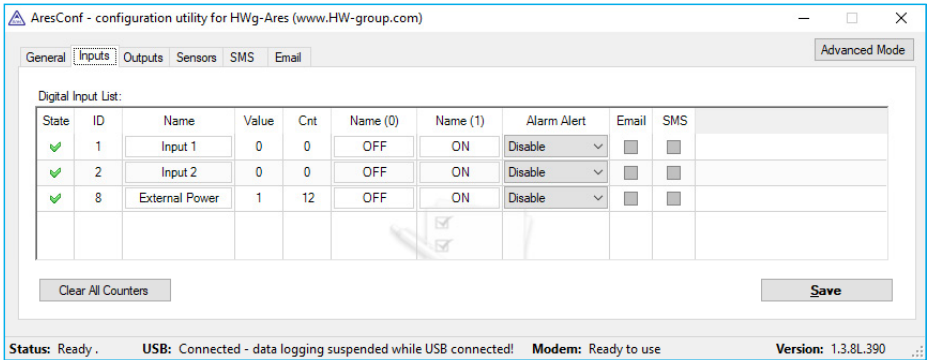 AresConf - configuration utility for HWg-Ares (www.HW-group.com)
General Inputs Outputs Sensors SMS Email Advanced Mode
Digital Input List:
State ID Name Value Cnt Name (0) Name (1) Alarm Alert Email SMS
1 Input 1 0 0 OFF ON Disable
2 Input 2 0 0 OFF ON Disable
8 External Power 1 12 OFF ON Disable
Clear All Counters Save
Status: Ready . USB: Connected - data logging suspended while USB connected! Modem: Ready to use Version: 1.3.8L.390